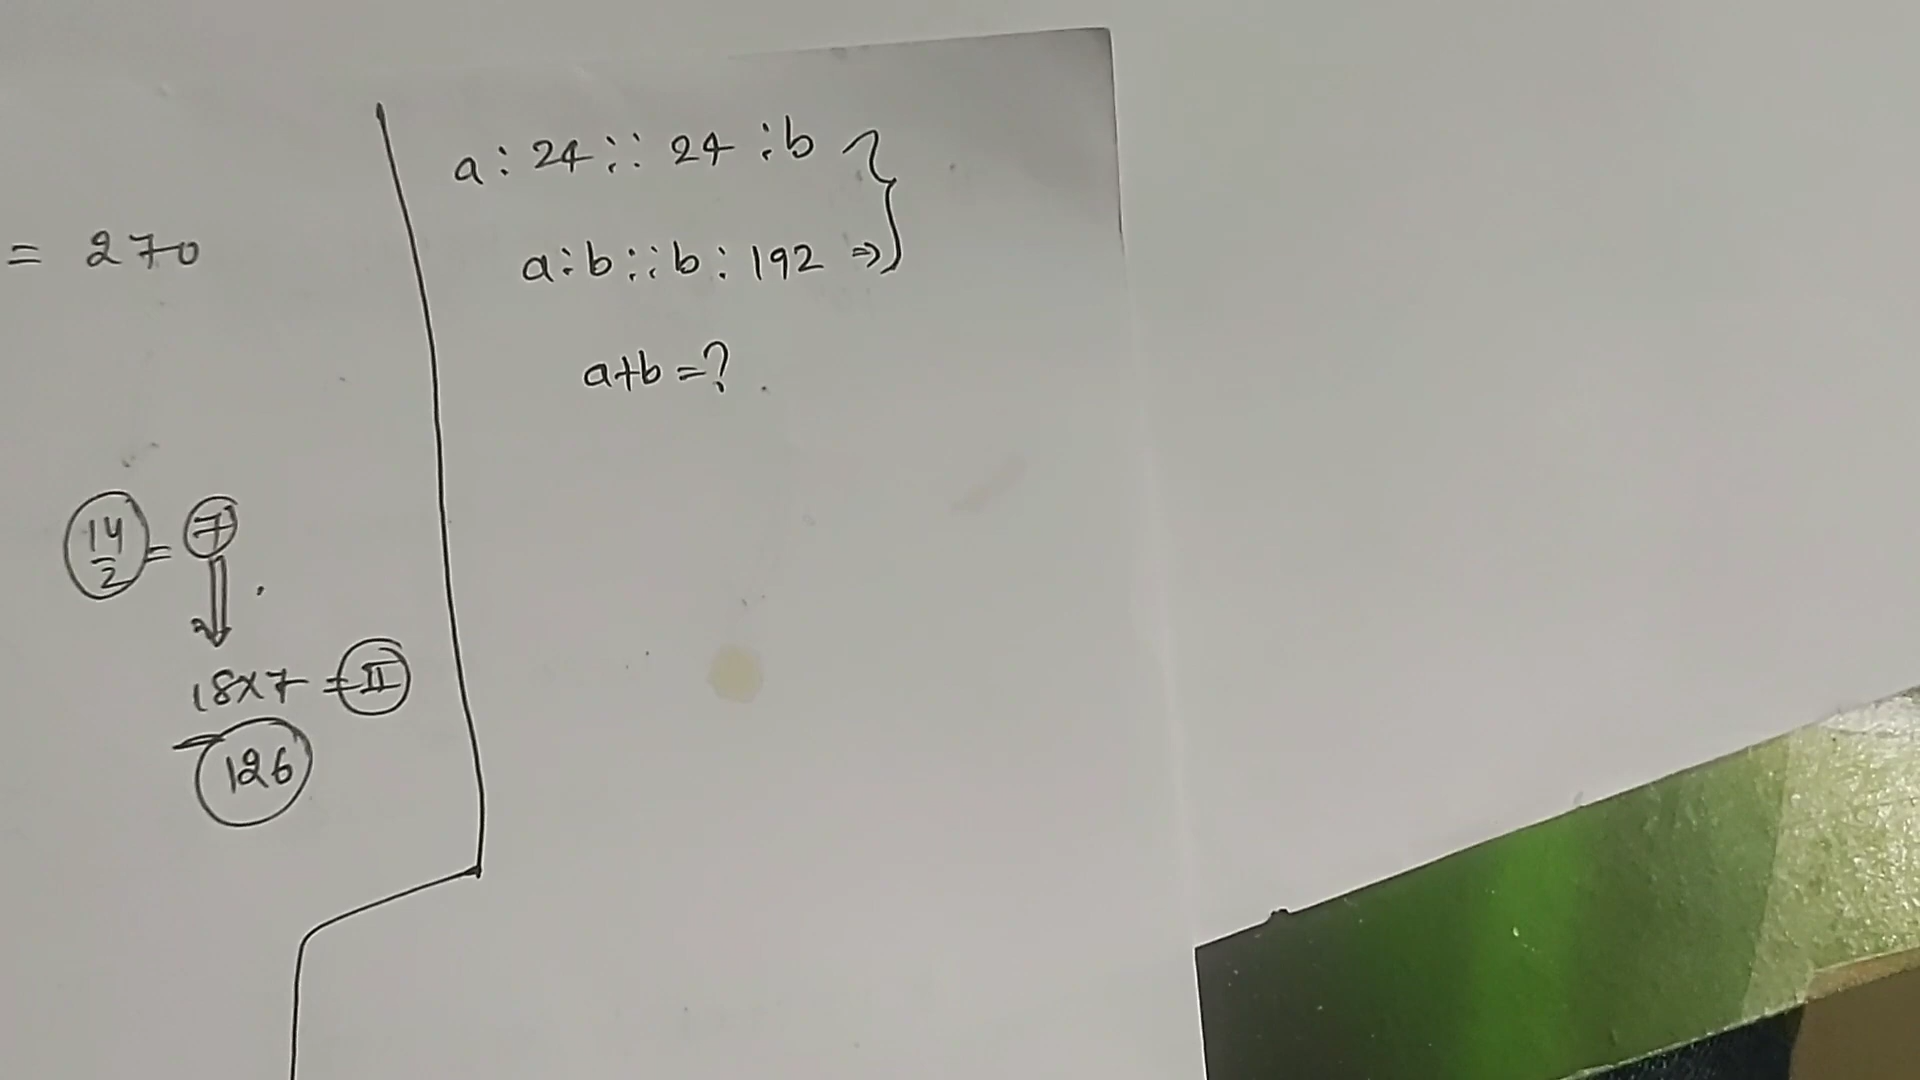 = 270
14/2 = 7
18x7 = II
126
a : 24 :: 24 : b
a : b :: b : 192 ⇒
a+b = ?